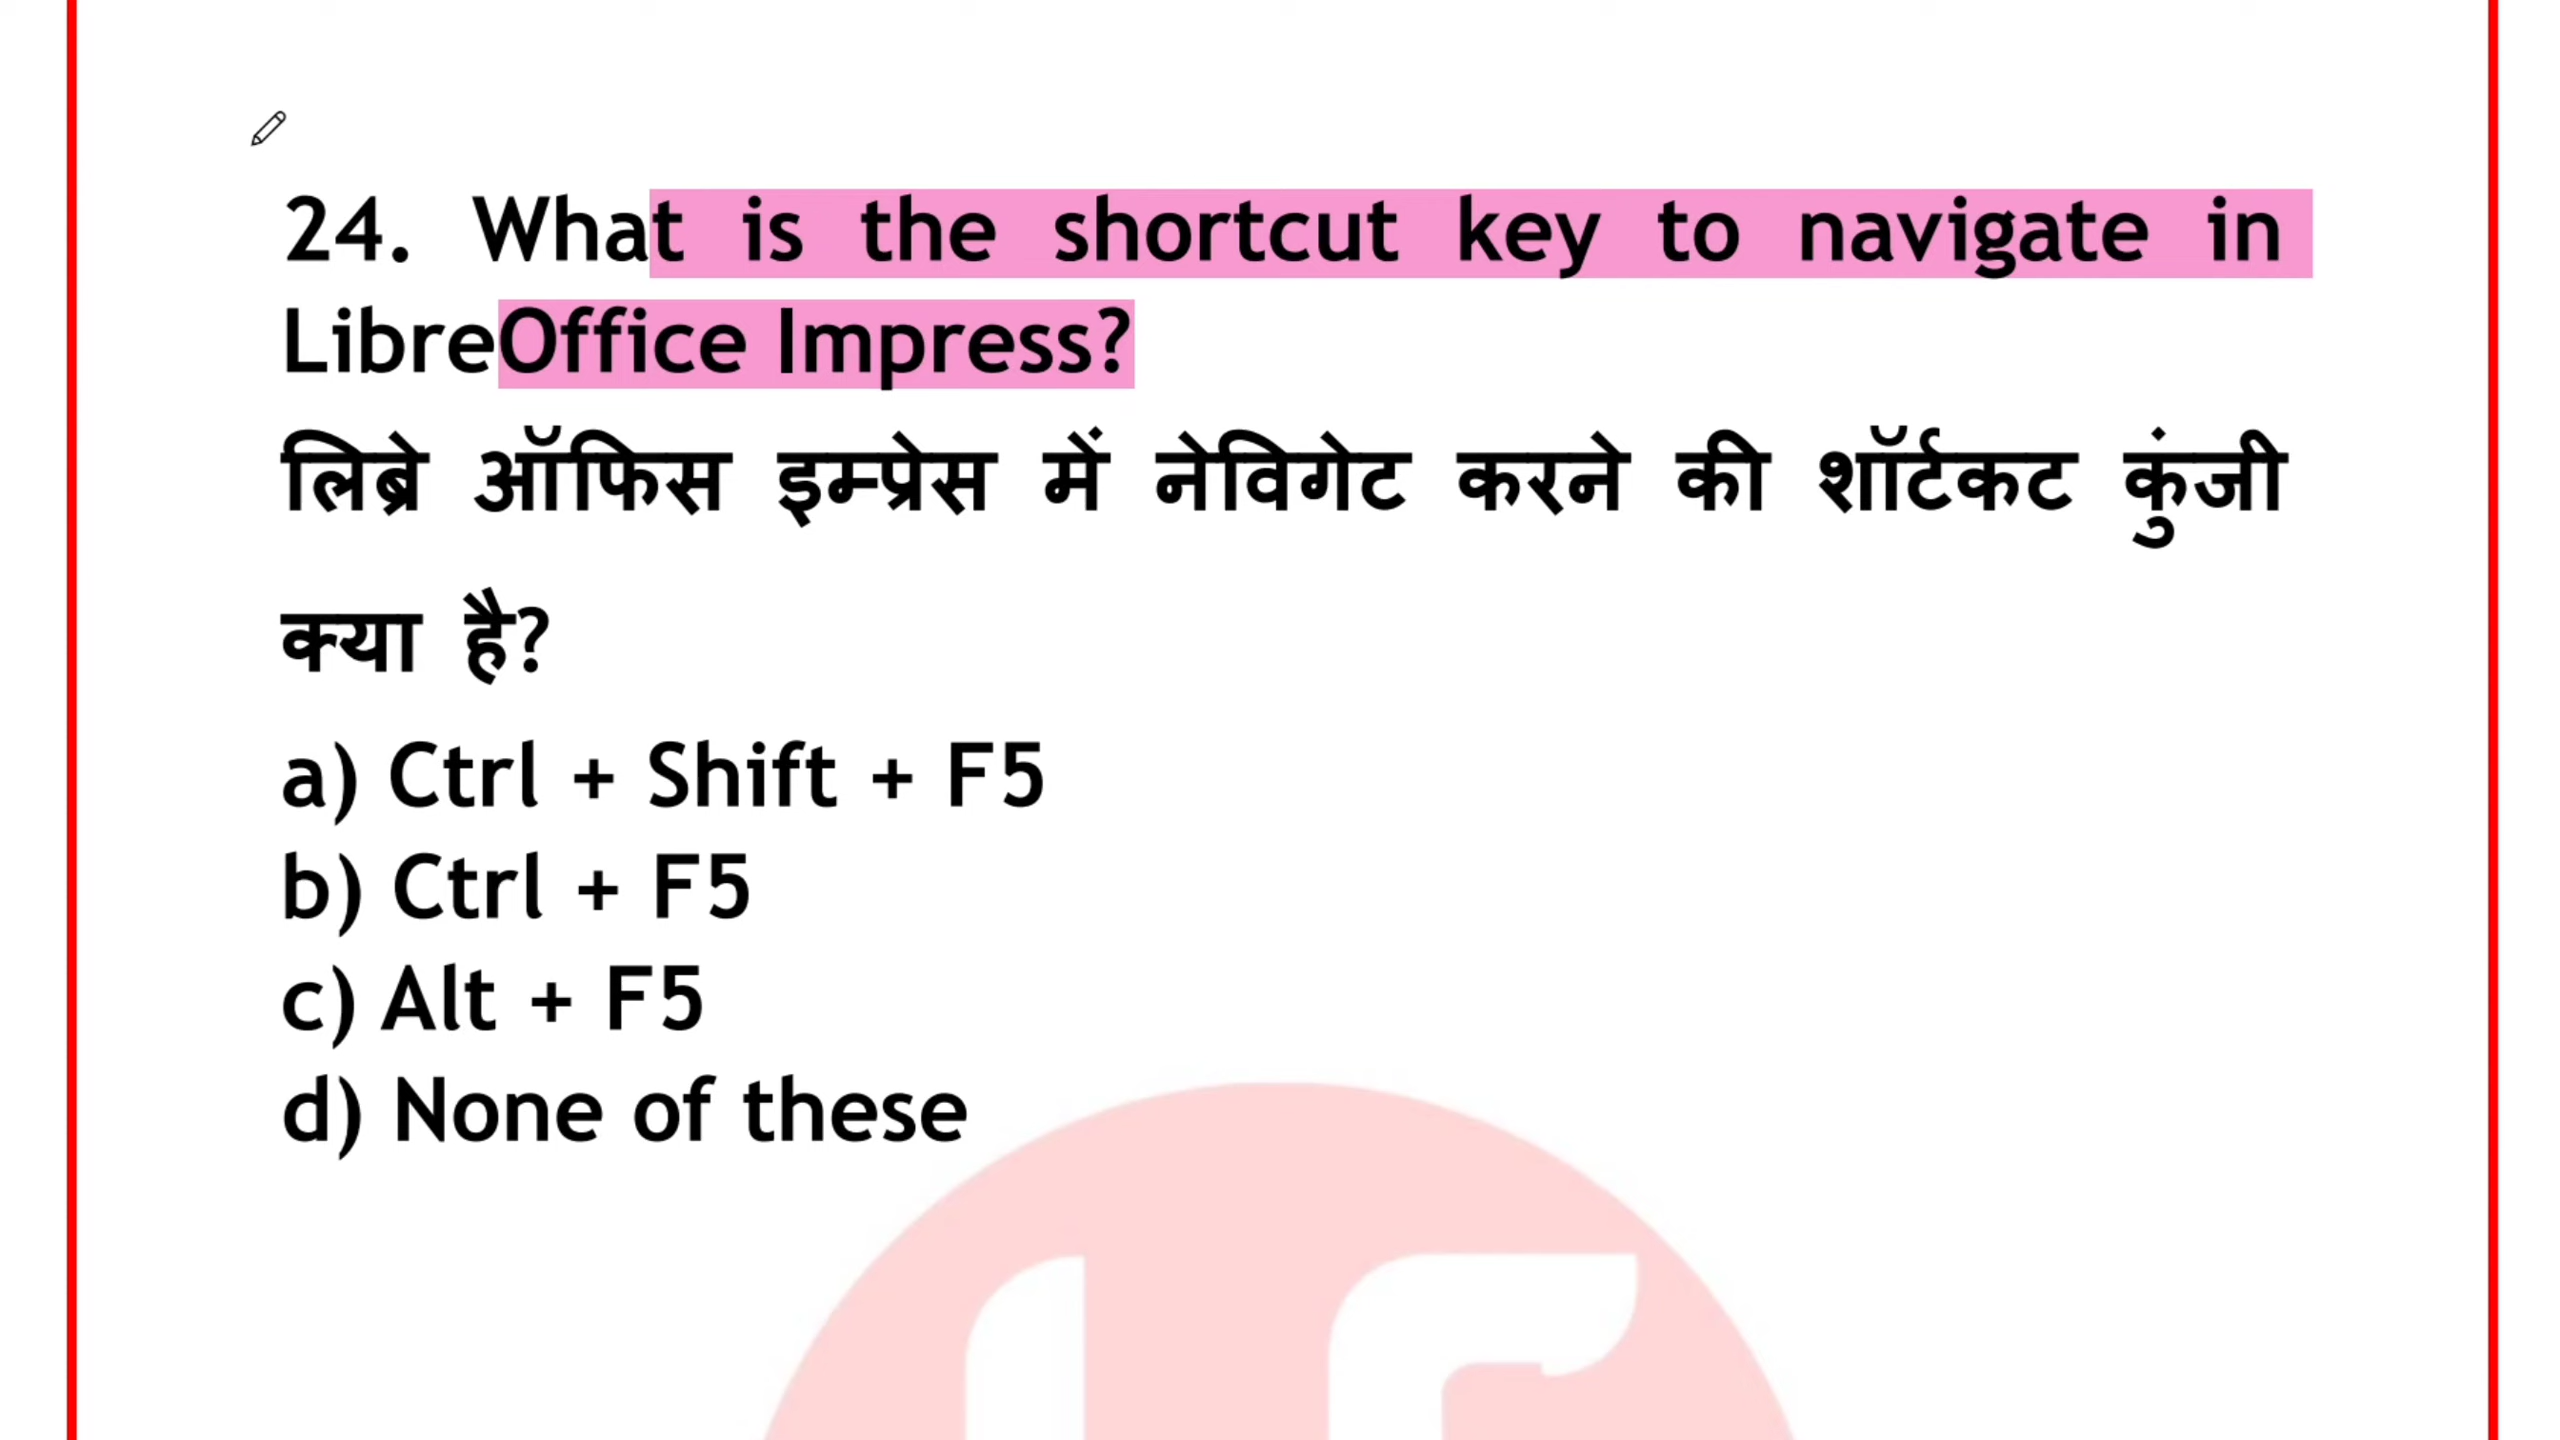 24. What is the shortcut key to navigate in
LibreOffice Impress?
लिब्रे ऑफिस इम्प्रेस में नेविगेट करने की शॉर्टकट कुंजी
क्या है?
a) Ctrl + Shift + F5
b) Ctrl + F5
c) Alt + F5
d) None of these